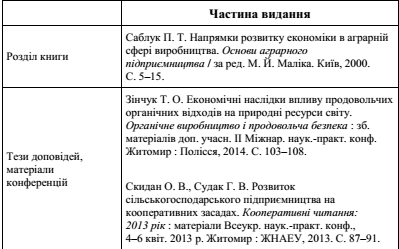 Частина видання
Розділ книги
Саблук П. Т. Напрямки розвитку економіки в аграрній
сфері виробництва. Основи аграрного
підприємництва / за ред. М. Й. Маліка. Київ, 2000.
С. 5–15.
Тези доповідей,
матеріали
конференцій
Зінчук Т. О. Економічні наслідки впливу продовольчих
органічних відходів на природні ресурси світу.
Органічне виробництво і продовольча безпека : зб.
матеріалів доп. учасн. II Міжнар. наук.-практ. конф.
Житомир : Полісся, 2014. С. 103–108.
Скидан О. В., Судак Г. В. Розвиток
сільськогосподарського підприємництва на
кооперативних засадах. Кооперативні читання:
2013 рік : матеріали Всеукр. наук.-практ. конф.,
4–6 квіт. 2013 р. Житомир : ЖНАЕУ, 2013. С. 87–91.